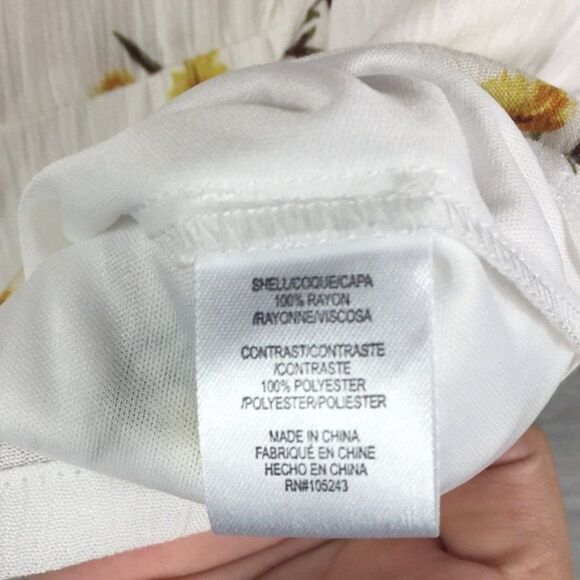 SHELL/COQUE/CAPA
100% RAYON
/RAYONNE/VISCOSA
CONTRAST/CONTRASTE
/CONTRASTE
100% POLYESTER
/POLYESTER/POLIESTER
MADE IN CHINA
FABRIQUÉ EN CHINE
HECHO EN CHINA
RN#105243